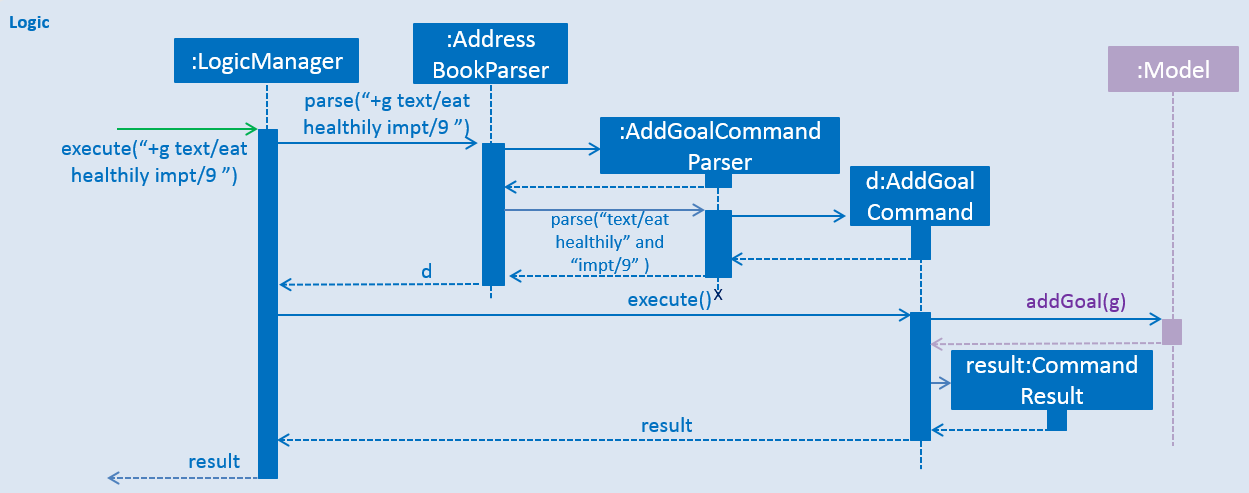 Logic
:LogicManager
:Address
BookParser
:Model
parse(“+g text/eat
healthily impt/9 ”)
execute(“+g text/eat
healthily impt/9 ”)
:AddGoalCommand
Parser
d:AddGoal
Command
parse(“text/eat
healthily” and
“impt/9” )
d
execute()
X
addGoal(g)
result:Command
Result
result
result